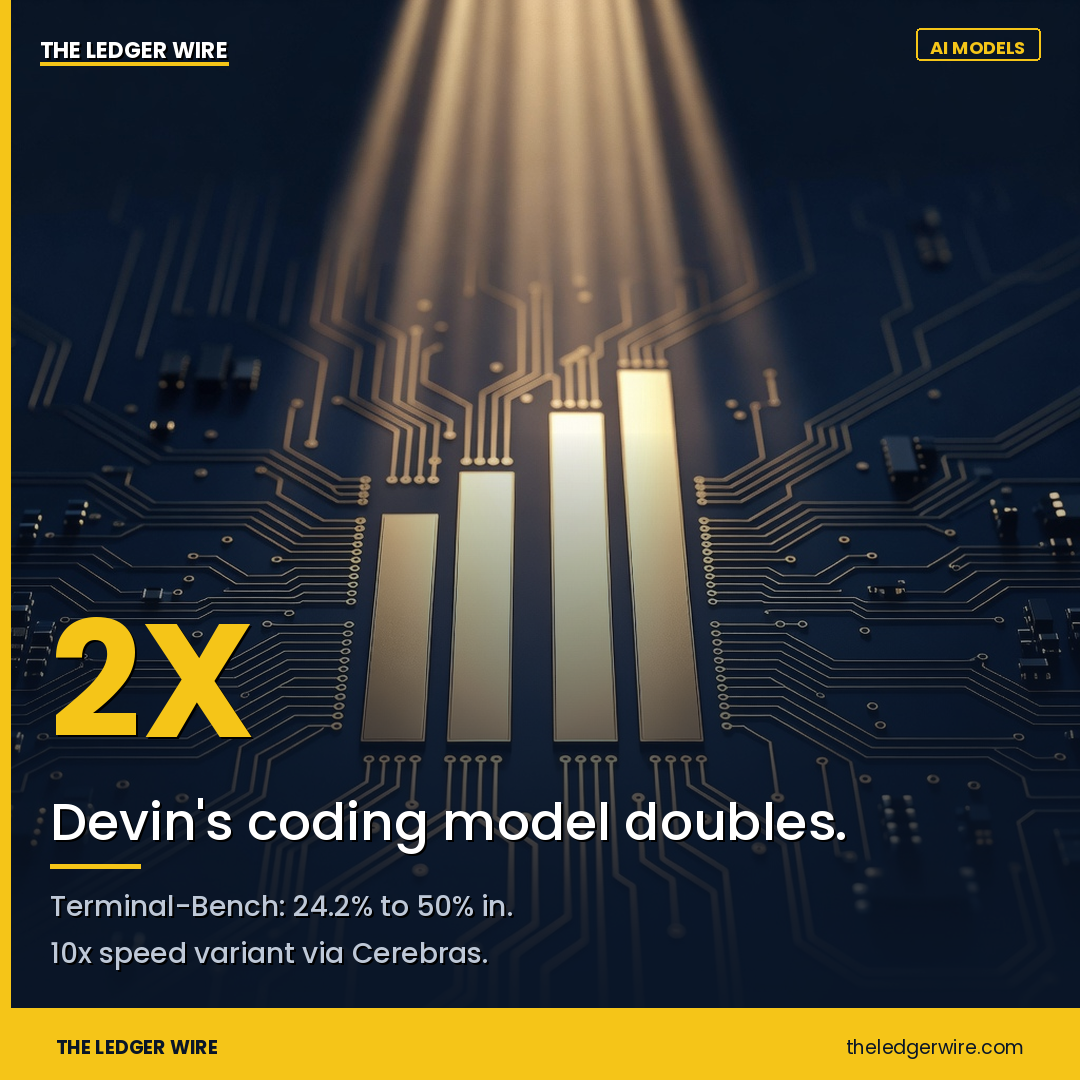 THE LEDGER WIRE
AI MODELS
2X
Devin's coding model doubles.
Terminal-Bench: 24.2% to 50% in.
10x speed variant via Cerebras.
THE LEDGER WIRE
theledgerwire.com